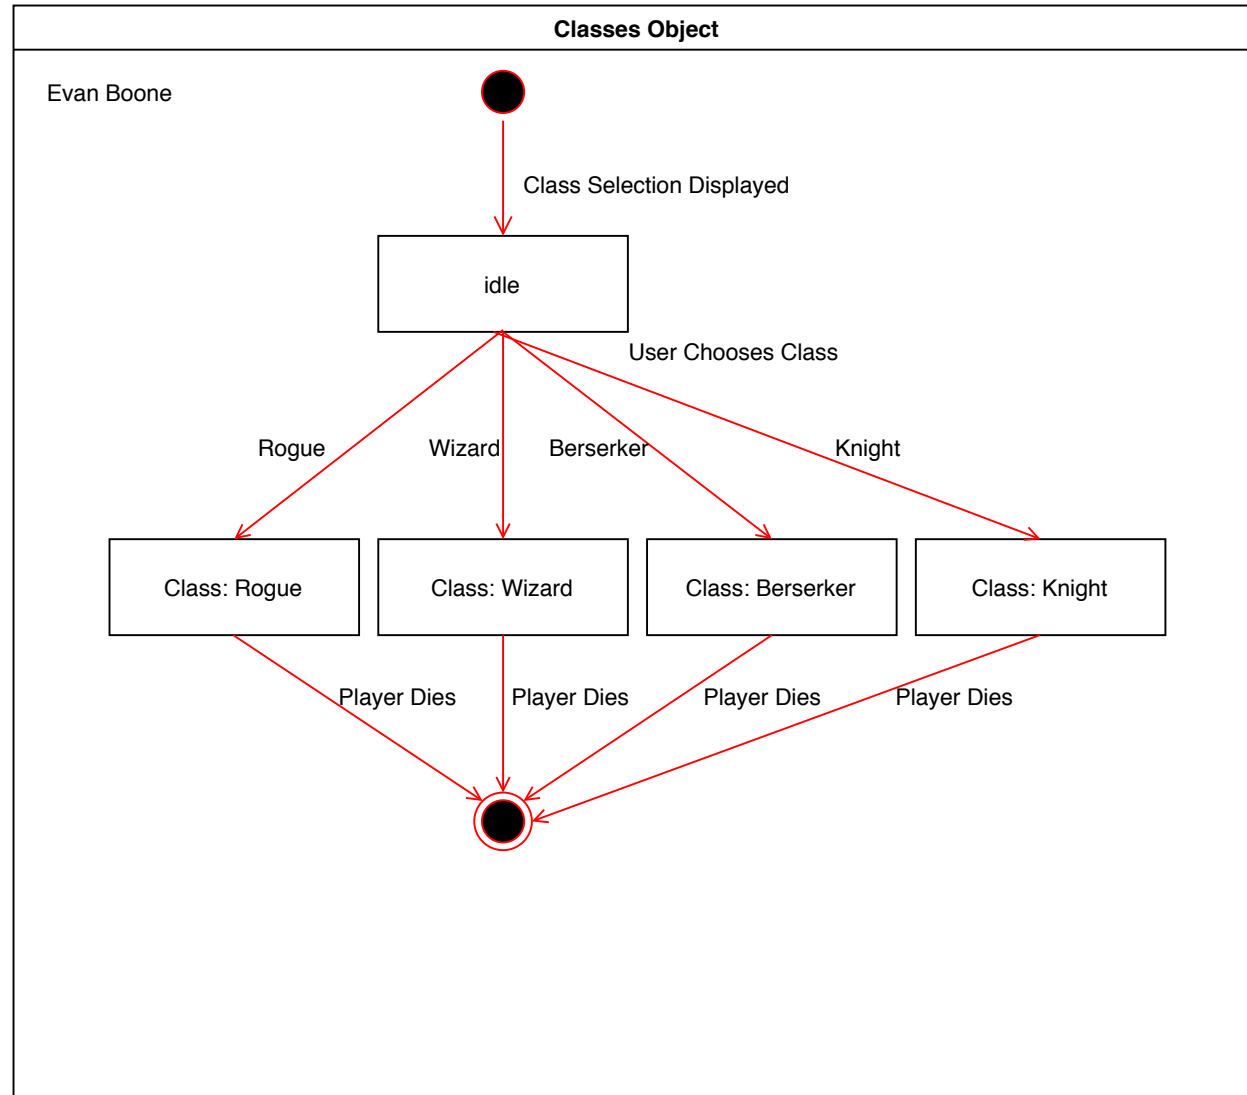 Classes Object
Evan Boone
Class Selection Displayed
idle
User Chooses Class
Rogue
Wizard
Berserker
Knight
Class: Rogue
Class: Wizard
Class: Berserker
Class: Knight
Player Dies
Player Dies
Player Dies
Player Dies